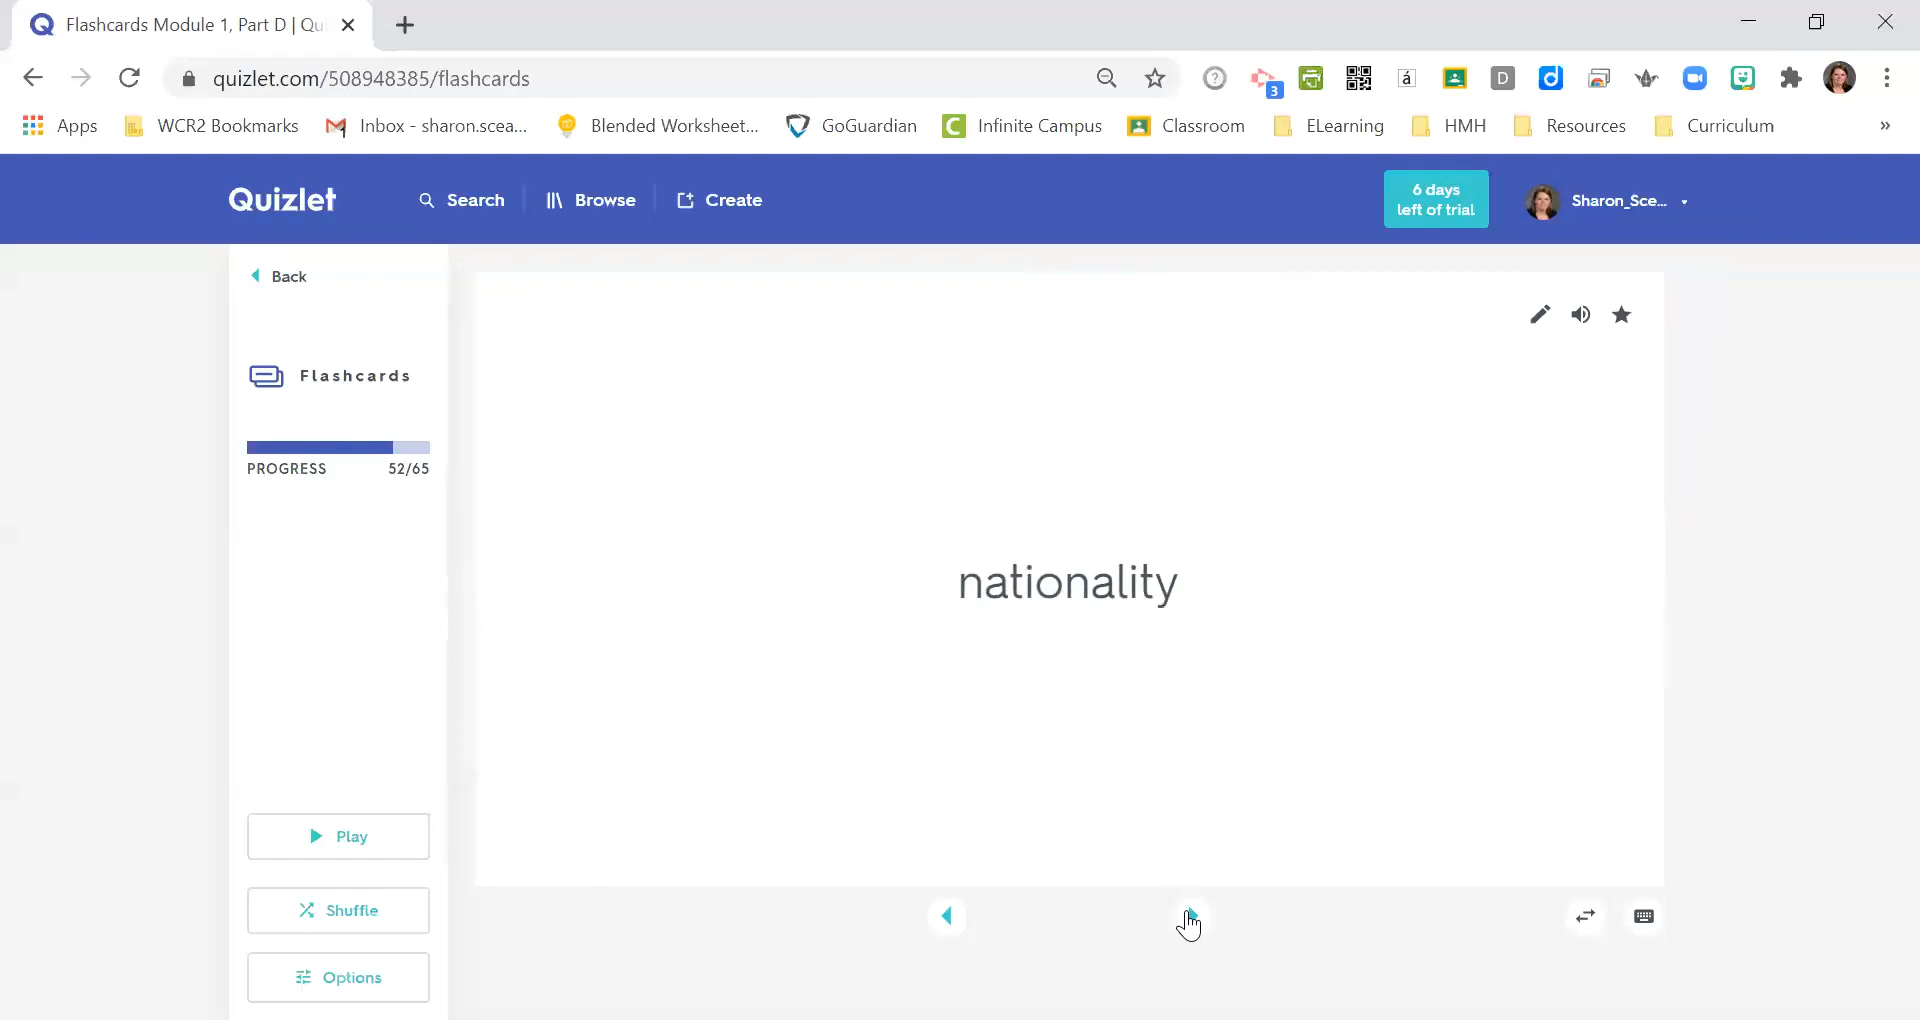 Flashcards Module 1, Part D | Qu
quizlet.com/508948385/flashcards
3
á
D
Apps
WCR2 Bookmarks
Inbox - sharon.scea...
Blended Worksheet...
GoGuardian
Infinite Campus
Classroom
ELearning
HMH
Resources
Curriculum
»
Quizlet
Search
Browse
Create
6 days
left of trial
Sharon_Sce...
Back
Flashcards
PROGRESS
52/65
nationality
Play
Shuffle
Options